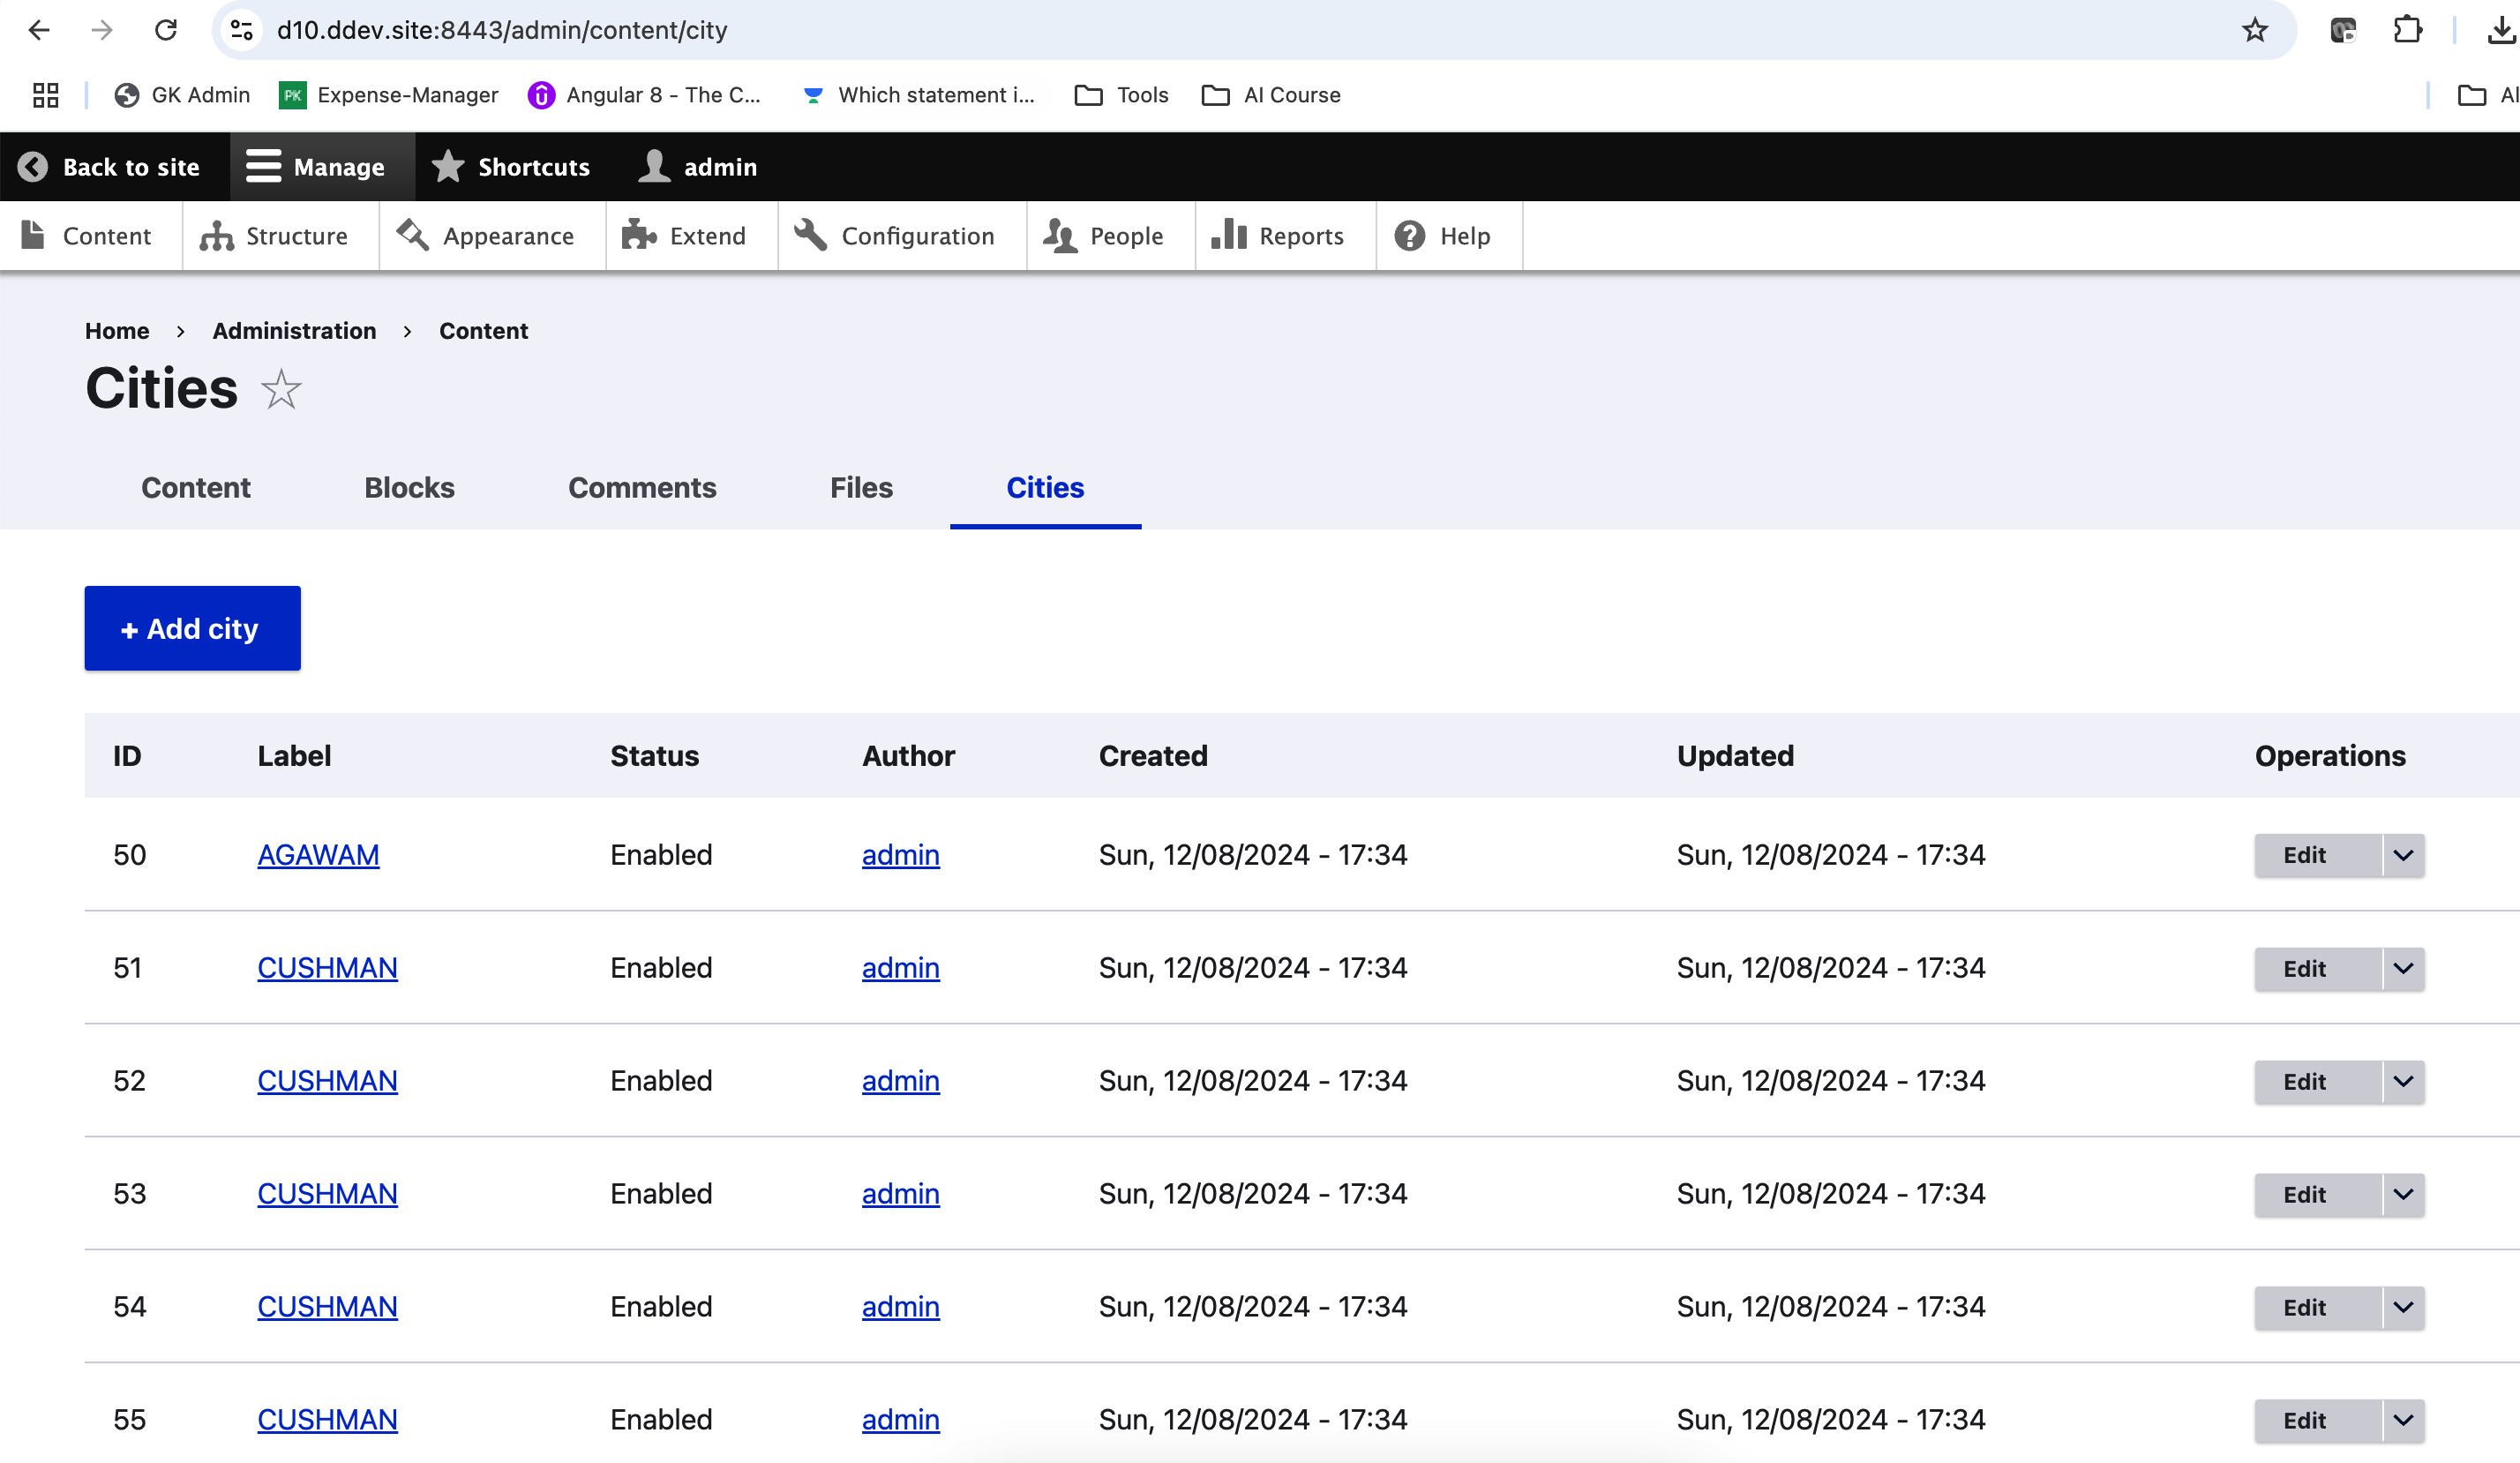 d10.ddev.site:8443/admin/content/city
GK Admin PK Expense-Manager Angular 8 - The C... Which statement i... Tools AI Course AI
Back to site Manage Shortcuts admin
Content Structure Appearance Extend Configuration People Reports Help
Home › Administration › Content
Cities
Content Blocks Comments Files Cities
+ Add city
ID Label Status Author Created Updated Operations
50 AGAWAM Enabled admin Sun, 12/08/2024 - 17:34 Sun, 12/08/2024 - 17:34 Edit
51 CUSHMAN Enabled admin Sun, 12/08/2024 - 17:34 Sun, 12/08/2024 - 17:34 Edit
52 CUSHMAN Enabled admin Sun, 12/08/2024 - 17:34 Sun, 12/08/2024 - 17:34 Edit
53 CUSHMAN Enabled admin Sun, 12/08/2024 - 17:34 Sun, 12/08/2024 - 17:34 Edit
54 CUSHMAN Enabled admin Sun, 12/08/2024 - 17:34 Sun, 12/08/2024 - 17:34 Edit
55 CUSHMAN Enabled admin Sun, 12/08/2024 - 17:34 Sun, 12/08/2024 - 17:34 Edit